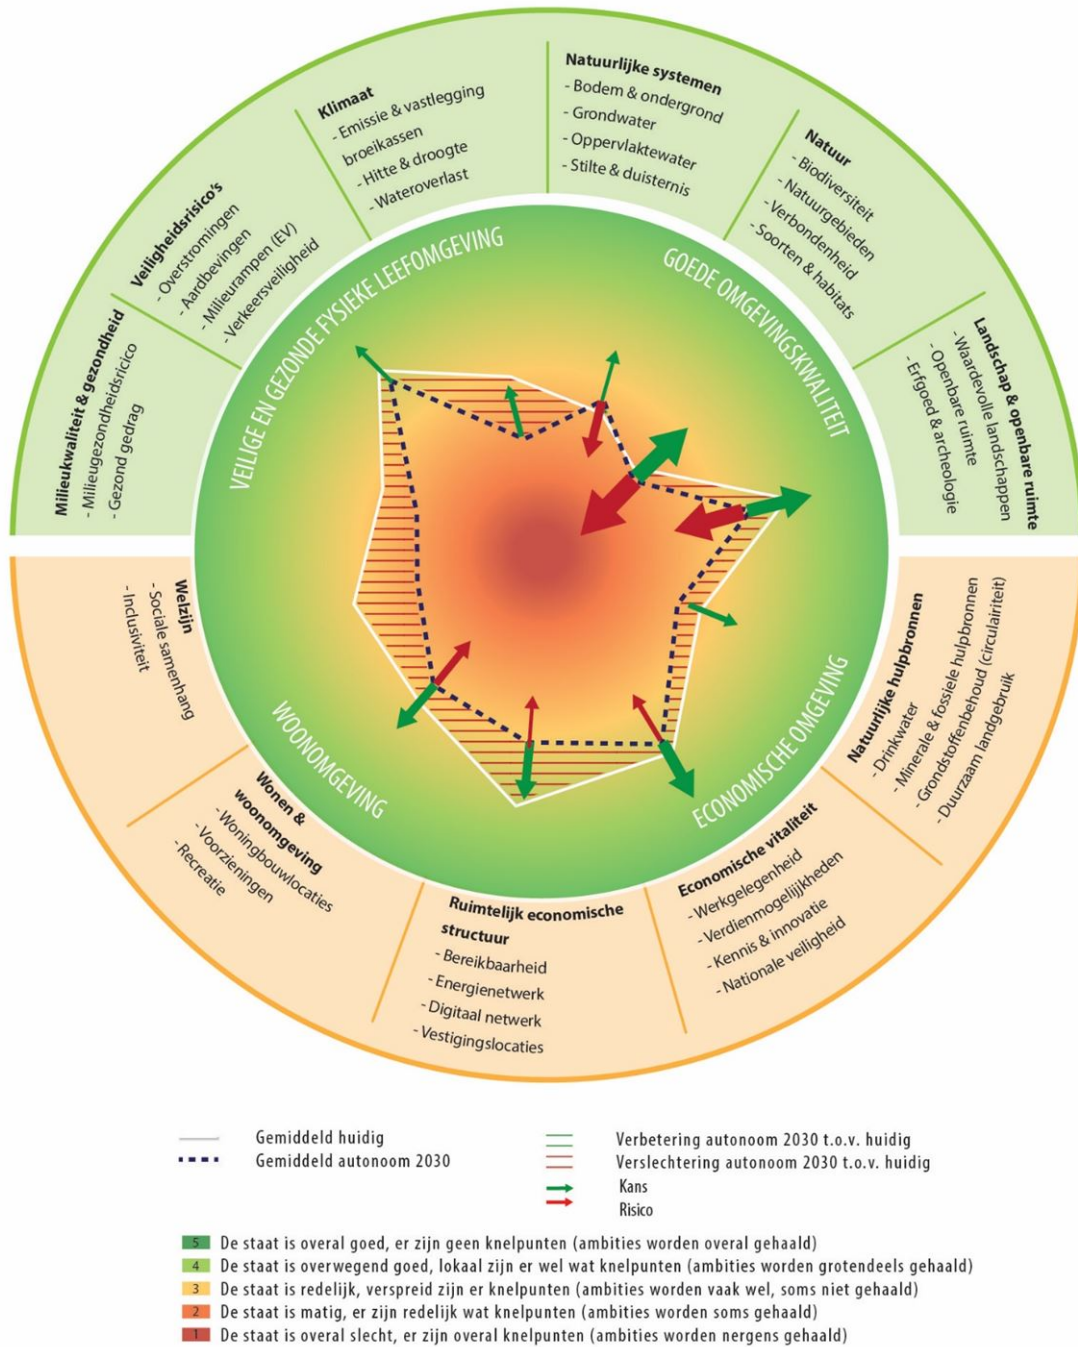 Klimaat
- Emissie & vastlegging
broeikassen
- Hitte & droogte
- Wateroverlast
Natuurlijke systemen
- Bodem & ondergrond
- Grondwater
- Oppervlaktewater
- Stilte & duisternis
Natuur
- Biodiversiteit
- Natuurgebieden
- Verbondenheid
- Soorten & habitats
Landschap & openbare ruimte
- Waardevolle landschappen
- Openbare ruimte
- Erfgoed & archeologie
Veiligheidsrisico's
- Overstromingen
- Aardbevingen
- Milieurampen (EV)
- Verkeersveiligheid
Milieukwaliteit & gezondheid
- Milieugezondheidsricico
- Gezond gedrag
VEILIGE EN GEZONDE FYSIEKE LEEFOMGEVING
GOEDE OMGEVINGSKWALITEIT
WOONOMGEVING
ECONOMISCHE OMGEVING
Welzijn
- Sociale samenhang
- Inclusiviteit
Wonen &
woonomgeving
- Woningbouwlocaties
- Voorzieningen
- Recreatie
Ruimtelijk economische
structuur
- Bereikbaarheid
- Energienetwerk
- Digitaal netwerk
- Vestigingslocaties
Economische vitaliteit
- Werkgelegenheid
- Verdienmogelijkheden
- Kennis & innovatie
- Nationale veiligheid
Natuurlijke hulpbronnen
- Drinkwater
- Minerale & fossiele hulpbronnen
- Grondstoffenbehoud (circulairiteit)
- Duurzaam landgebruik
Gemiddeld huidig
Gemiddeld autonoom 2030
Verbetering autonoom 2030 t.o.v. huidig
Verslechtering autonoom 2030 t.o.v. huidig
Kans
Risico
5 De staat is overal goed, er zijn geen knelpunten (ambities worden overal gehaald)
4 De staat is overwegend goed, lokaal zijn er wel wat knelpunten (ambities worden grotendeels gehaald)
3 De staat is redelijk, verspreid zijn er knelpunten (ambities worden vaak wel, soms niet gehaald)
2 De staat is matig, er zijn redelijk wat knelpunten (ambities worden soms gehaald)
1 De staat is overal slecht, er zijn overal knelpunten (ambities worden nergens gehaald)